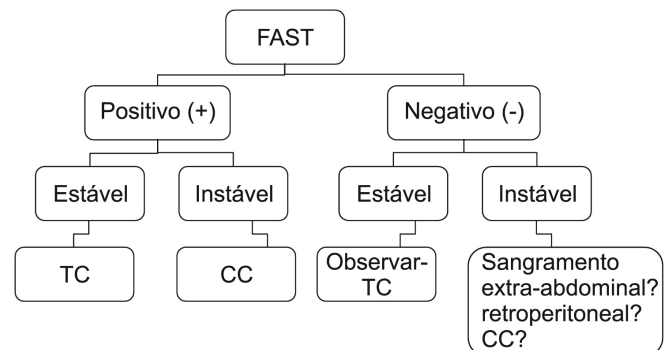 FAST
Positivo (+)
Negativo (-)
Estável
Instável
Estável
Instável
TC
CC
Observar-
TC
Sangramento
extra-abdominal?
retroperitoneal?
CC?